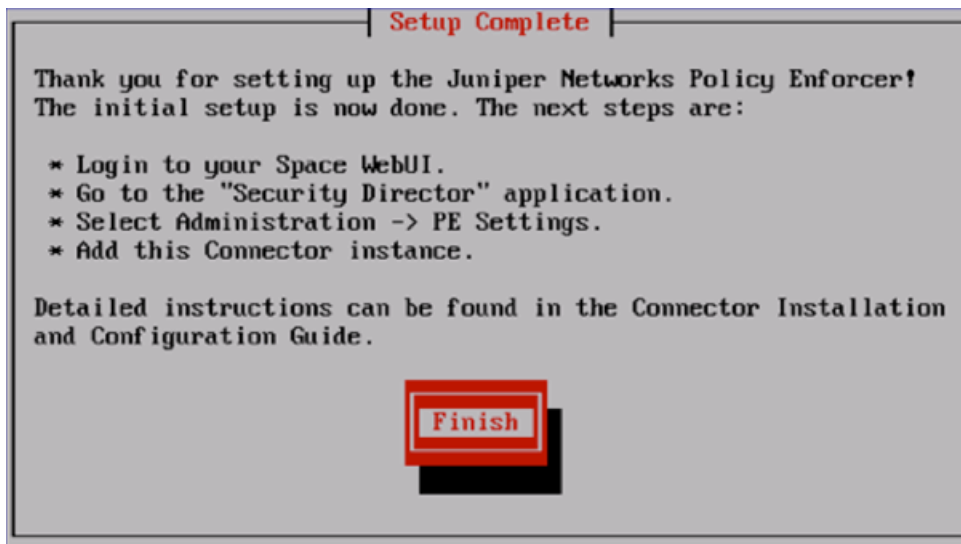 Setup Complete
Thank you for setting up the Juniper Networks Policy Enforcer!
The initial setup is now done. The next steps are:
* Login to your Space WebUI.
* Go to the "Security Director" application.
* Select Administration -> PE Settings.
* Add this Connector instance.
Detailed instructions can be found in the Connector Installation
and Configuration Guide.
Finish